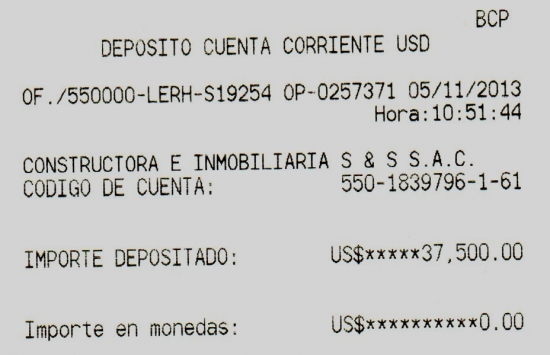 BCP
DEPOSITO CUENTA CORRIENTE USD
OF./550000-LERH-S19254 OP-0257371 05/11/2013
Hora:10:51:44
CONSTRUCTORA E INMOBILIARIA S & S S.A.C.
CODIGO DE CUENTA: 550-1839796-1-61
IMPORTE DEPOSITADO: US$*****37,500.00
Importe en monedas: US$**********0.00